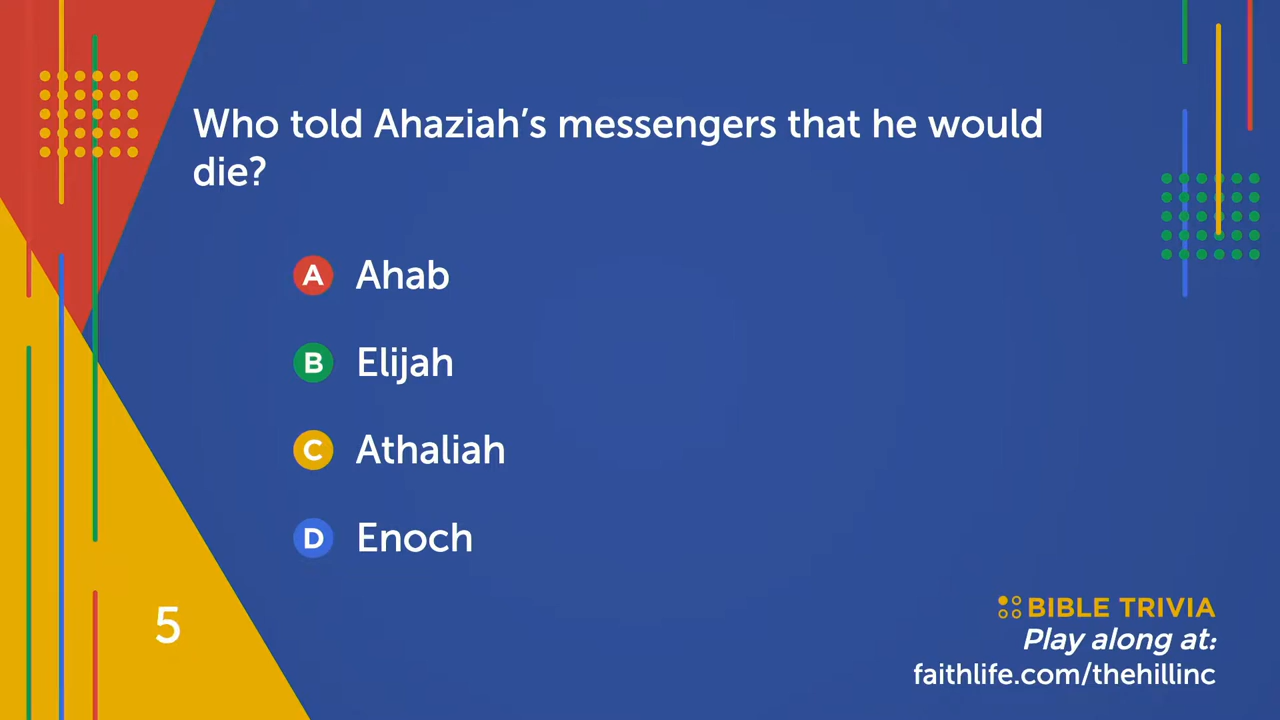 Who told Ahaziah's messengers that he would
die?
A Ahab
B Elijah
C Athaliah
D Enoch
5
BIBLE TRIVIA
Play along at:
faithlife.com/thehillinc